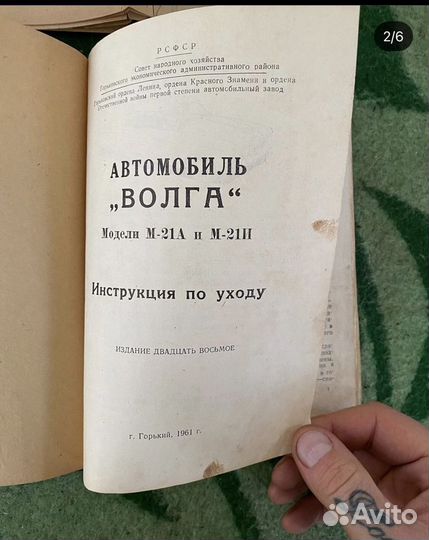 2/6
РСФСР
Совет народного хозяйства
Горьковского экономического административного района
Горьковский ордена Ленина, ордена Красного Знамени и ордена
Отечественной войны первой степени автомобильный завод
АВТОМОБИЛЬ
„ВОЛГА“
Модели М-21А и М-21П
Инструкция по уходу
ИЗДАНИЕ ДВАДЦАТЬ ВОСЬМОЕ
г. Горький, 1961 г.
Avito